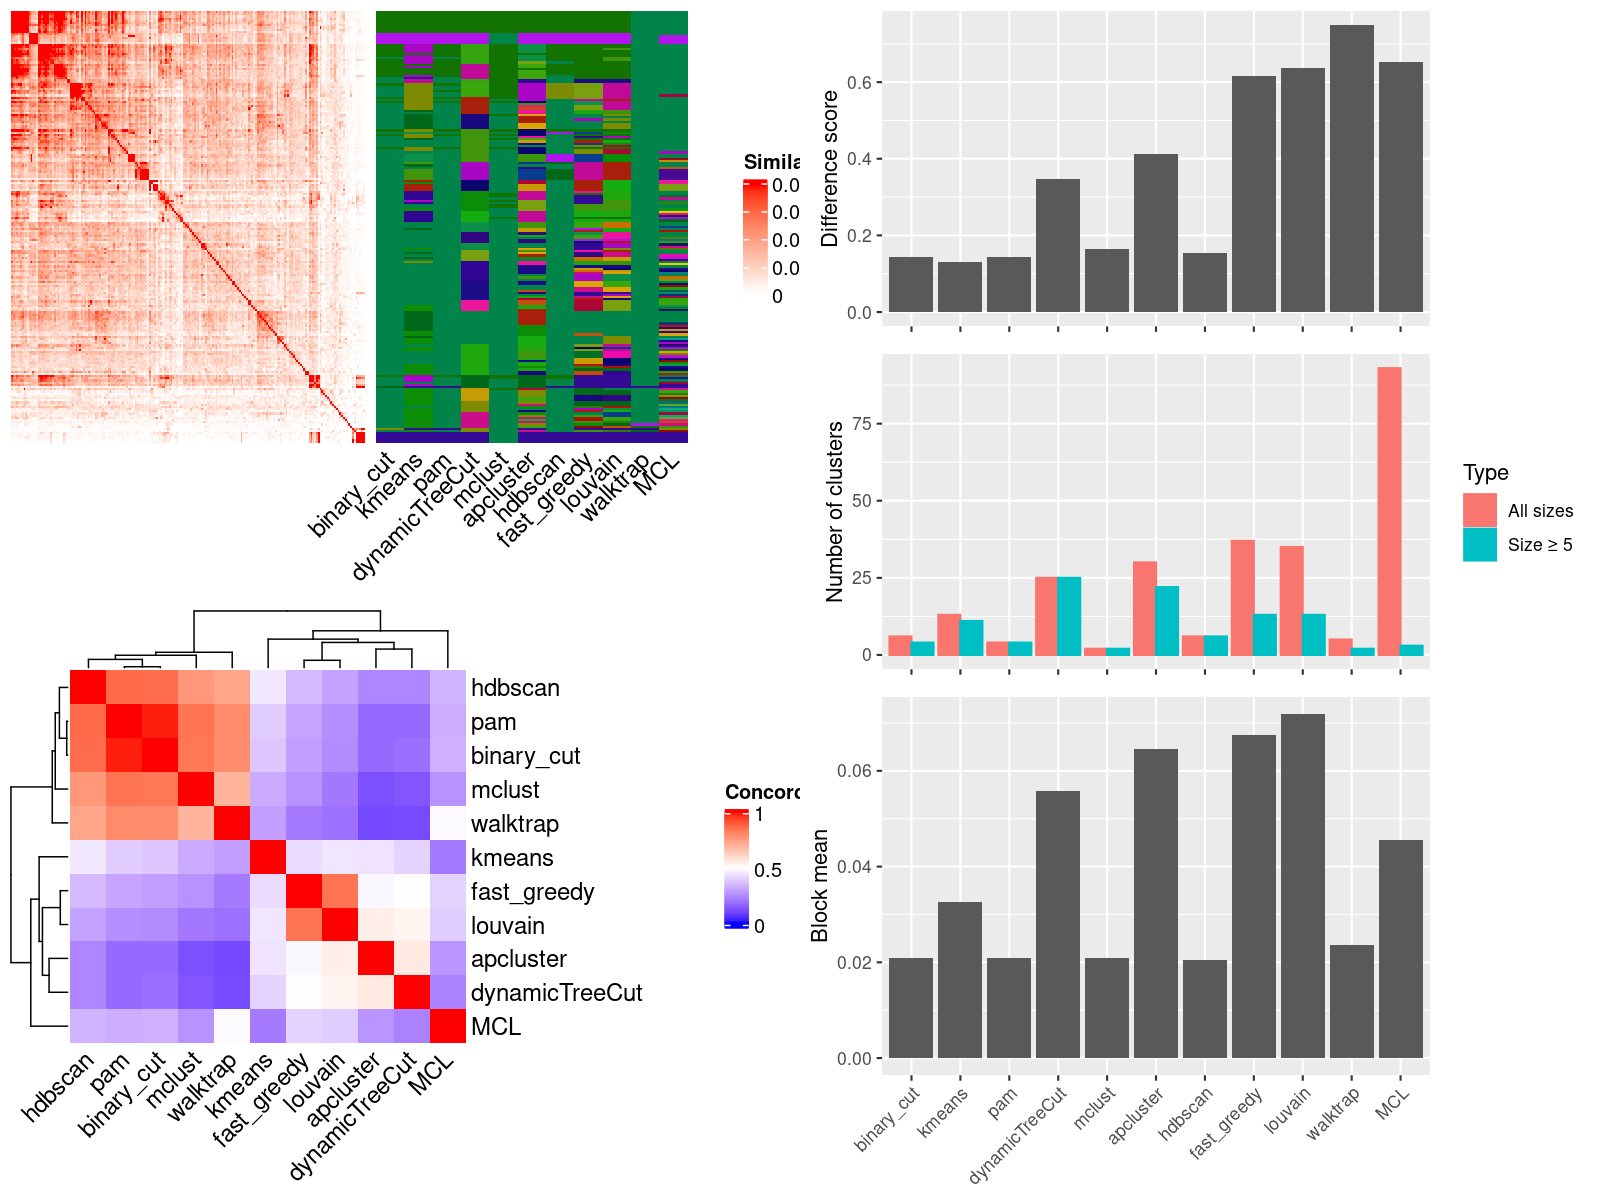 Simila
0.0
0.0
0.0
0.0
0
binary_cut
kmeans
pam
dynamicTreeCut
mclust
apcluster
hdbscan
fast_greedy
louvain
walktrap
MCL
hdbscan
pam
binary_cut
mclust
walktrap
kmeans
fast_greedy
louvain
apcluster
dynamicTreeCut
MCL
hdbscan
pam
binary_cut
mclust
walktrap
kmeans
fast_greedy
louvain
apcluster
dynamicTreeCut
MCL
Concord
1
0.5
0
Difference score
0.6
0.4
0.2
0.0
Number of clusters
75
50
25
0
Type
All sizes
Size ≥ 5
Block mean
0.06
0.04
0.02
0.00
binary_cut
kmeans
pam
dynamicTreeCut
mclust
apcluster
hdbscan
fast_greedy
louvain
walktrap
MCL